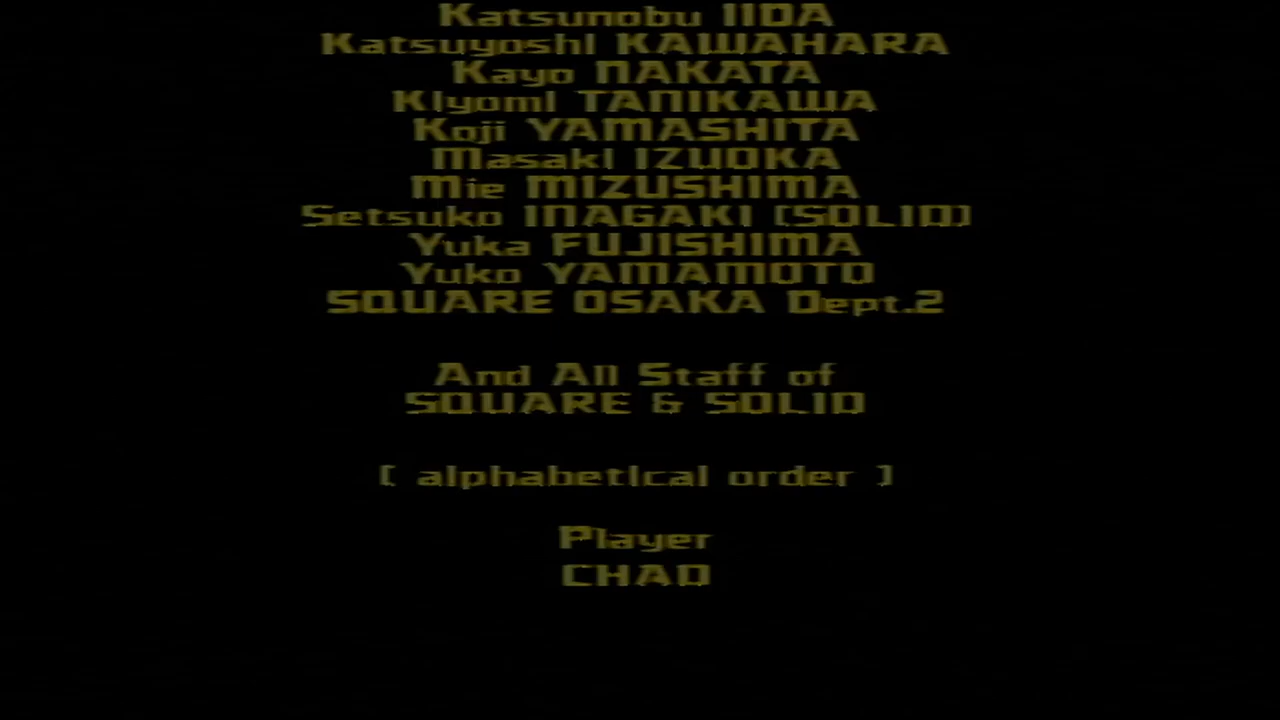 Katsunobu IIDA
Katsuyoshi KAWAHARA
Kayo NAKATA
Kiyomi TANIKAWA
Koji YAMASHITA
Masaki IZUOKA
Mie MIZUSHIMA
Setsuko INAGAKI (SOLID)
Yuka FUJISHIMA
Yuko YAMAMOTO
SQUARE OSAKA Dept.2
And All Staff of
SQUARE & SOLID
( alphabetical order )
Player
CHAO